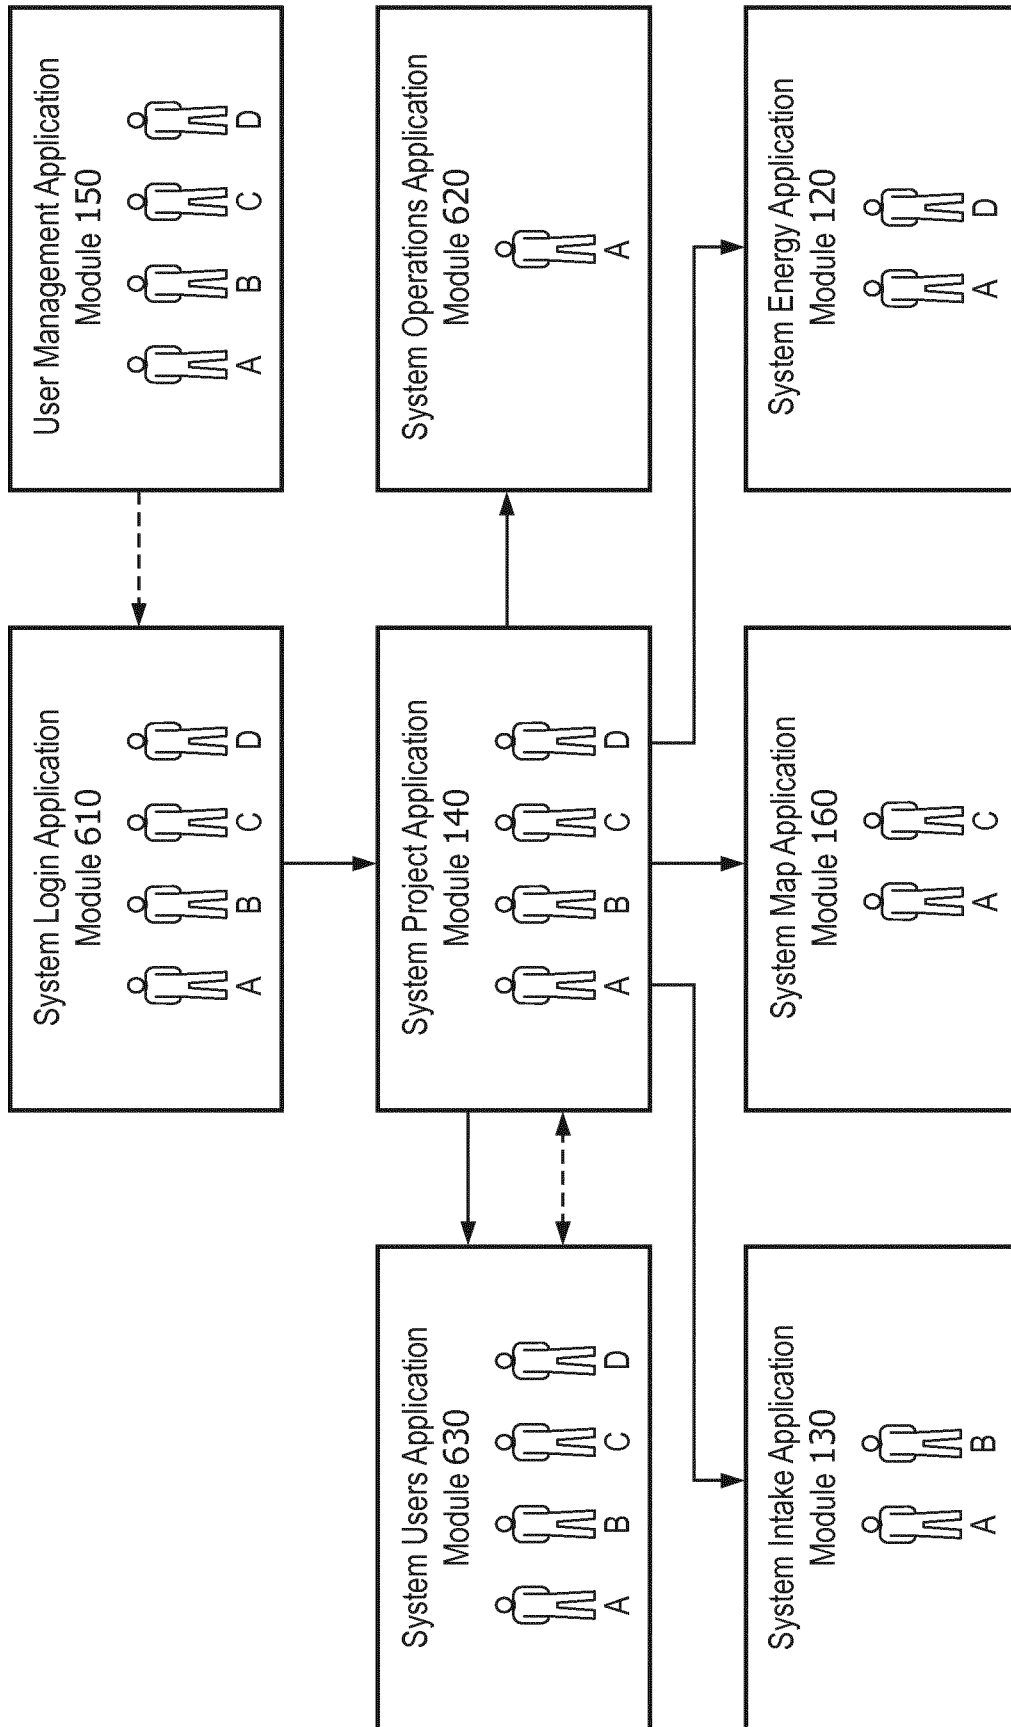 System Login Application
Module 610
A B C D
User Management Application
Module 150
A B C D
System Users Application
Module 630
A B C D
System Project Application
Module 140
A B C D
System Operations Application
Module 620
A
System Intake Application
Module 130
A B
System Map Application
Module 160
A C
System Energy Application
Module 120
A D